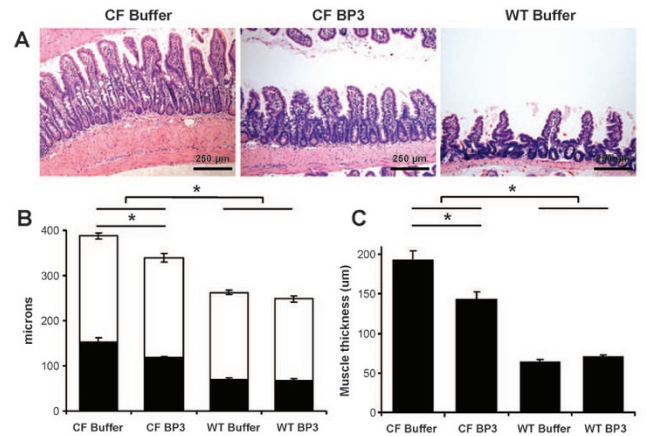 CF Buffer CF BP3 WT Buffer
A
250 μm 250 μm
*
*
B
400
300
200
100
0
microns
CF Buffer CF BP3 WT Buffer WT BP3
*
*
C
200
150
100
50
0
Muscle thickness (um)
CF Buffer CF BP3 WT Buffer WT BP3